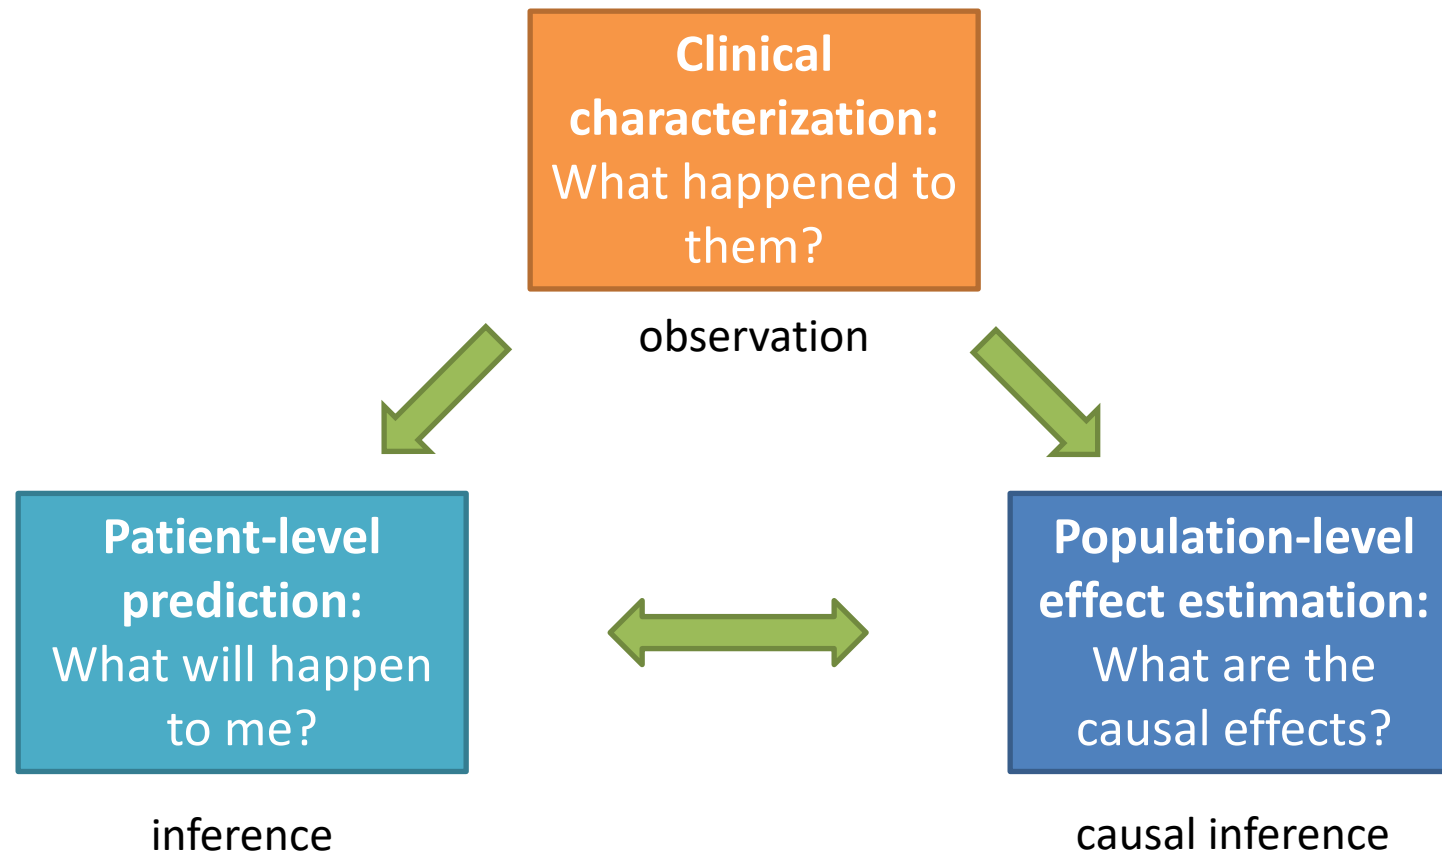 Clinical
characterization:
What happened to
them?
observation
Patient-level
prediction:
What will happen
to me?
inference
Population-level
effect estimation:
What are the
causal effects?
causal inference